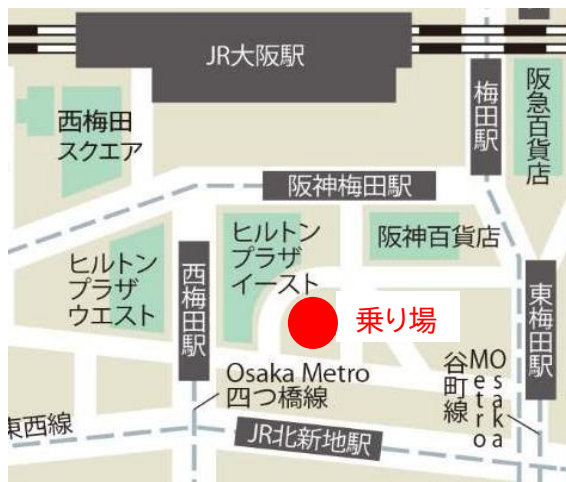 JR大阪駅
西梅田
スクエア
梅田駅
阪急百貨店
阪神梅田駅
ヒルトン
プラザ
イースト
阪神百貨店
ヒルトン
プラザ
ウエスト
西梅田駅
乗り場
東梅田駅
Osaka Metro
四つ橋線
Osaka
Metro
谷町線
東西線
JR北新地駅